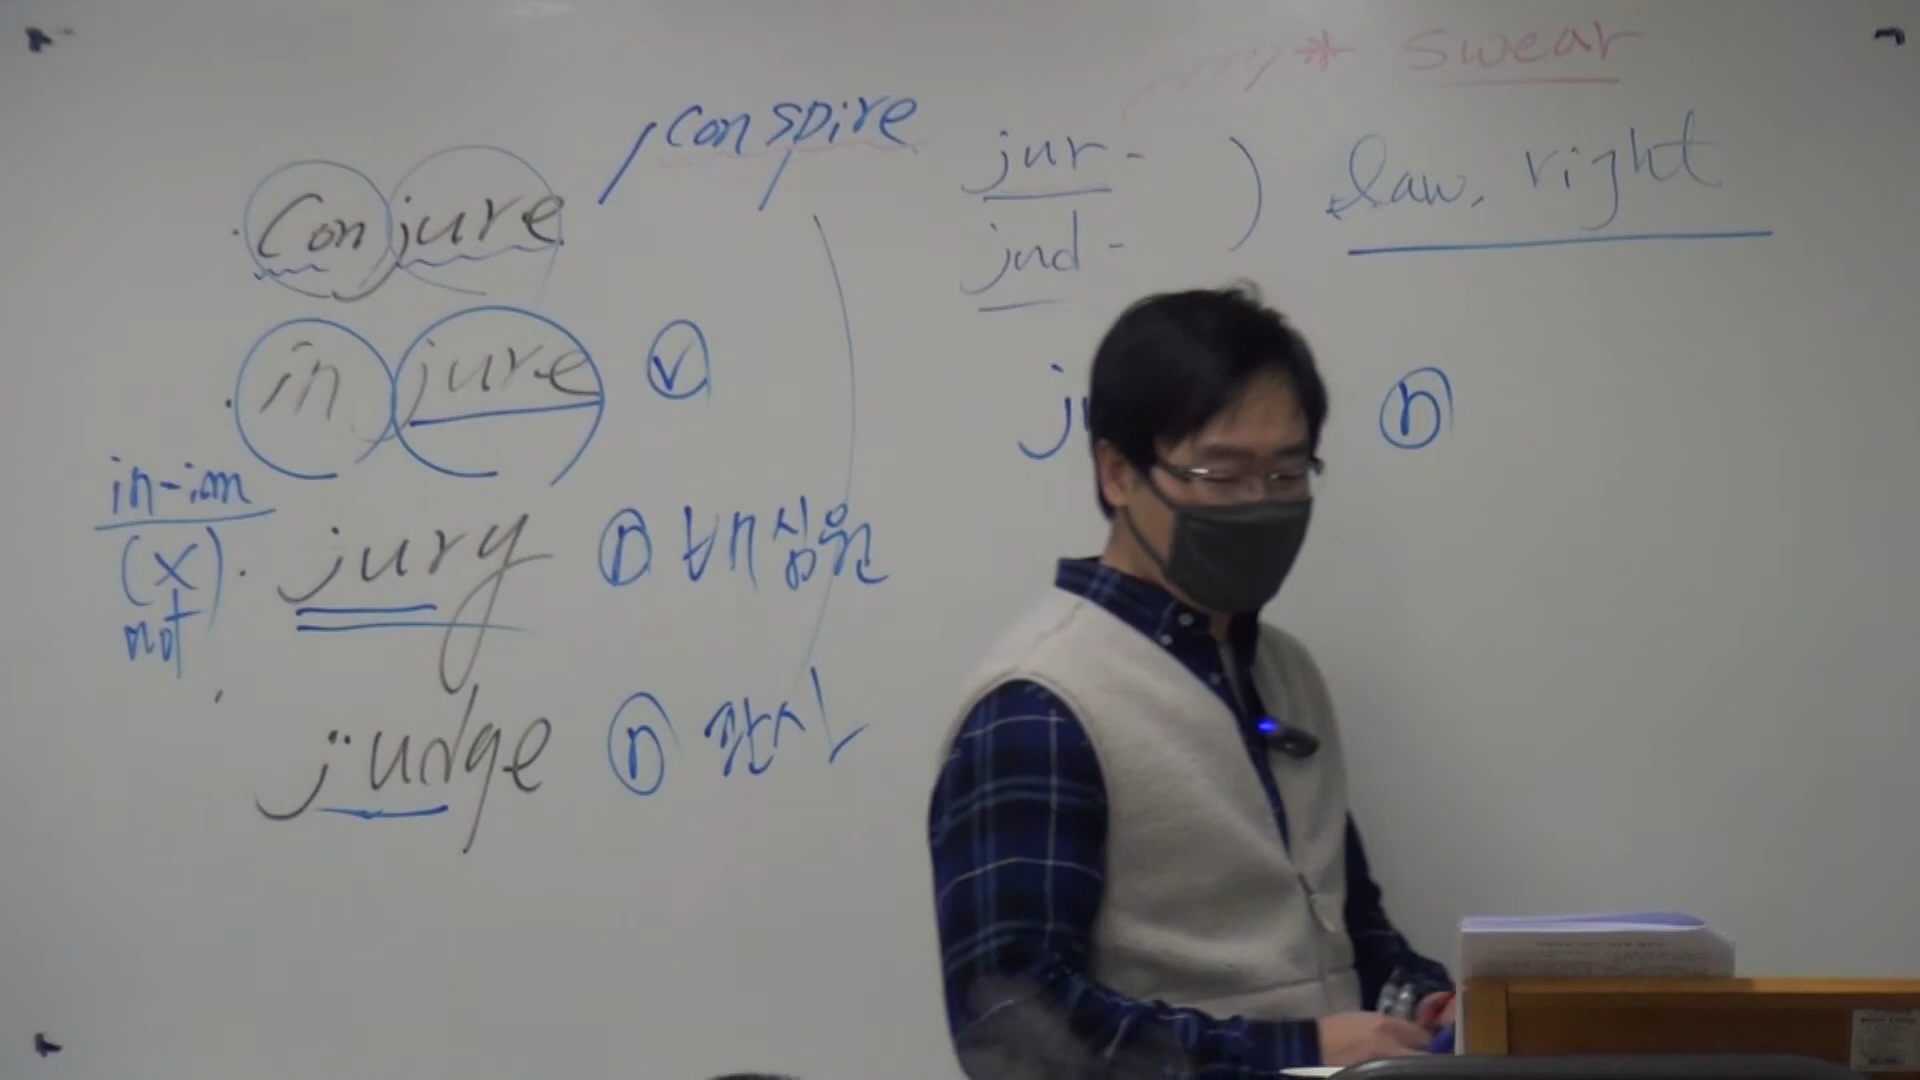 * swear
conspire
conjure
jur-
jud-
) law, right
injure ⓥ
j
ⓝ
in-im
(x)
not
jury ⓝ 배심원
judge ⓝ 판사